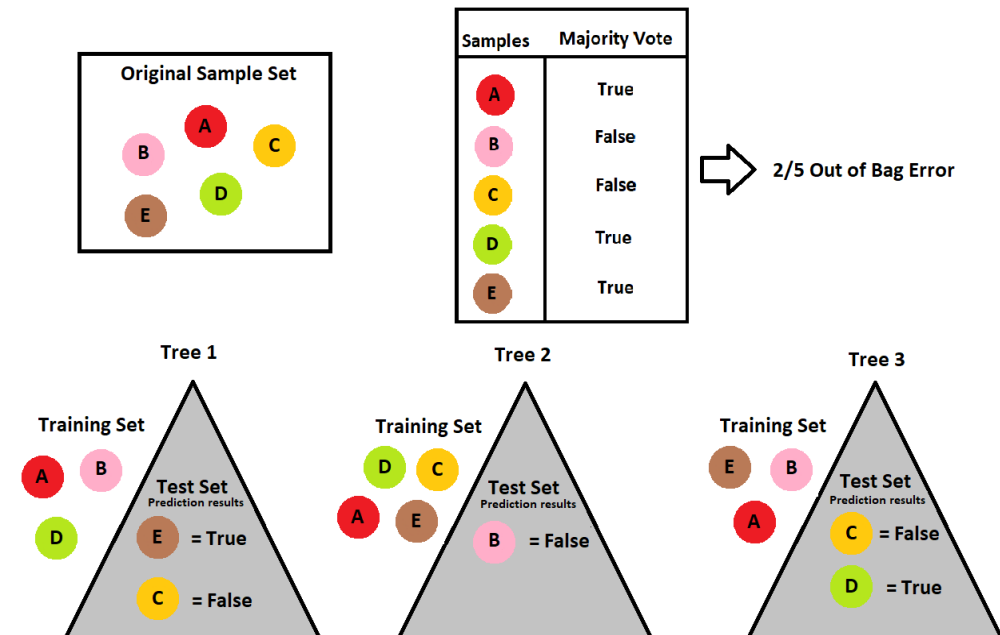 Original Sample Set
A
B
C
D
E
Samples Majority Vote
A True
B False
C False
D True
E True
2/5 Out of Bag Error
Tree 1
Training Set
A
B
D
Test Set
Prediction results
E = True
C = False
Tree 2
Training Set
D
C
A
E
Test Set
Prediction results
B = False
Tree 3
Training Set
E
B
A
Test Set
Prediction results
C = False
D = True